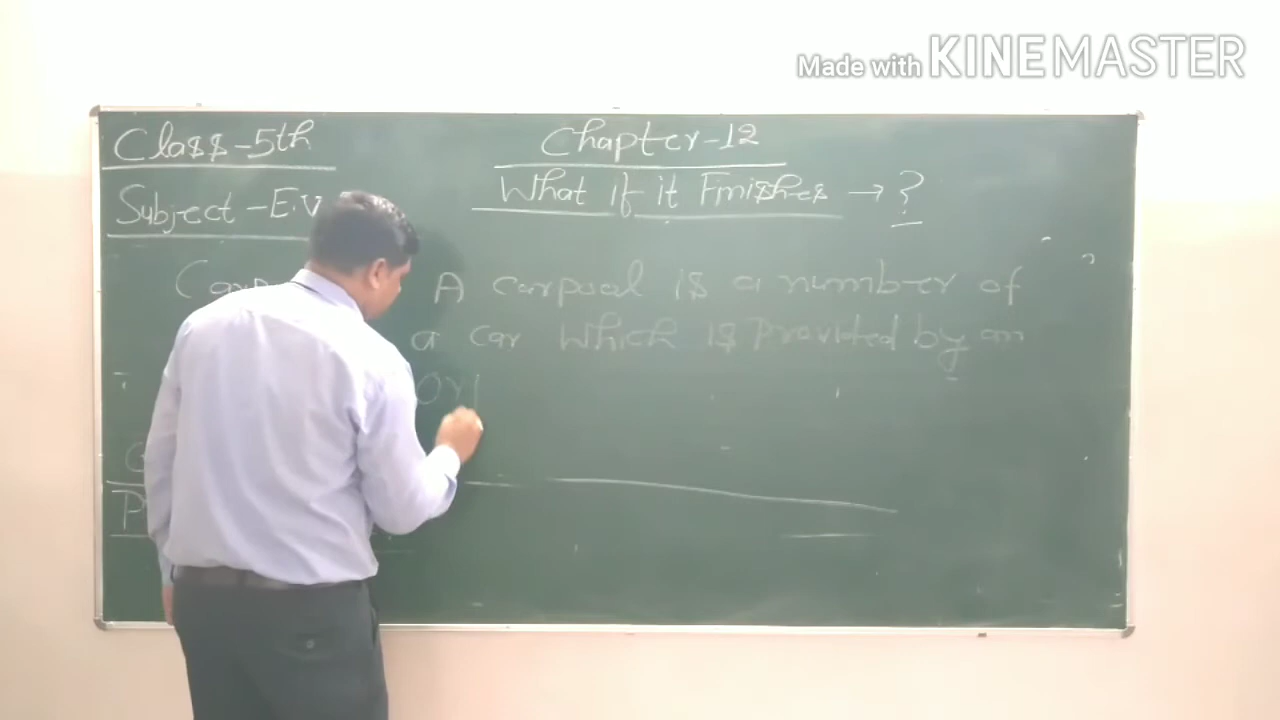 Made with KINEMASTER
Class-5th
Chapter-12
Subject - E.V
What if it Finishes → ?
A carpual is a number of
a car which is Provided by an